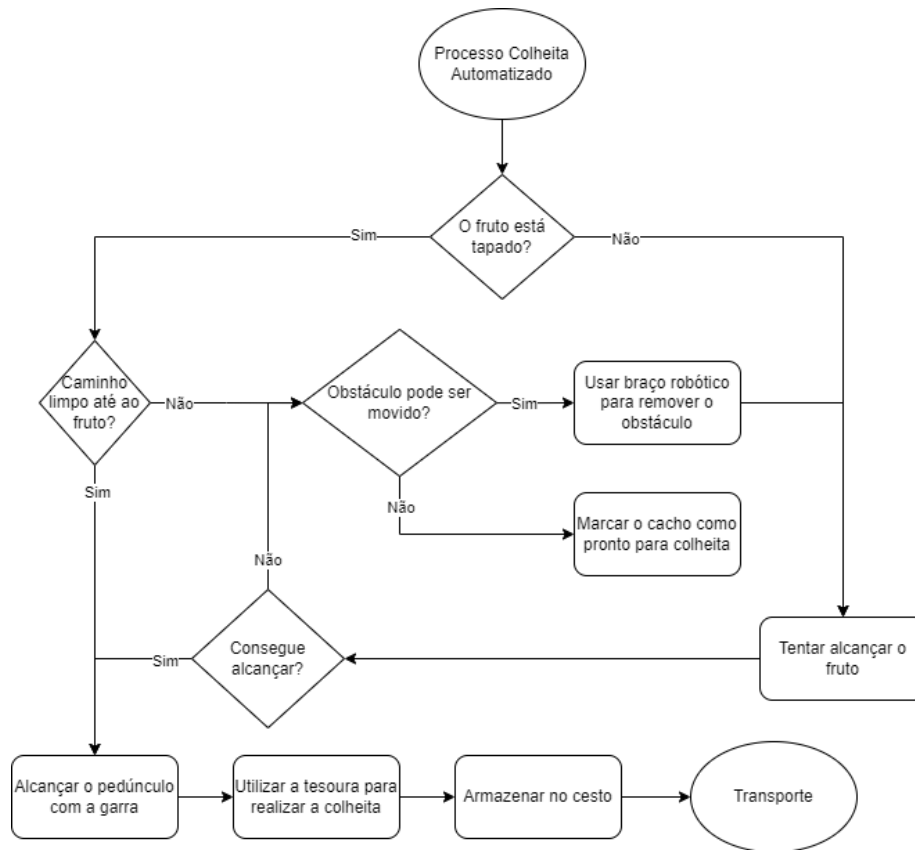 Processo Colheita
Automatizado
O fruto está
tapado?
Sim
Não
Caminho
limpo até ao
fruto?
Não
Obstáculo pode ser
movido?
Sim
Usar braço robótico
para remover o
obstáculo
Sim
Não
Marcar o cacho como
pronto para colheita
Não
Consegue
alcançar?
Sim
Tentar alcançar o
fruto
Alcançar o pedúnculo
com a garra
Utilizar a tesoura para
realizar a colheita
Armazenar no cesto
Transporte